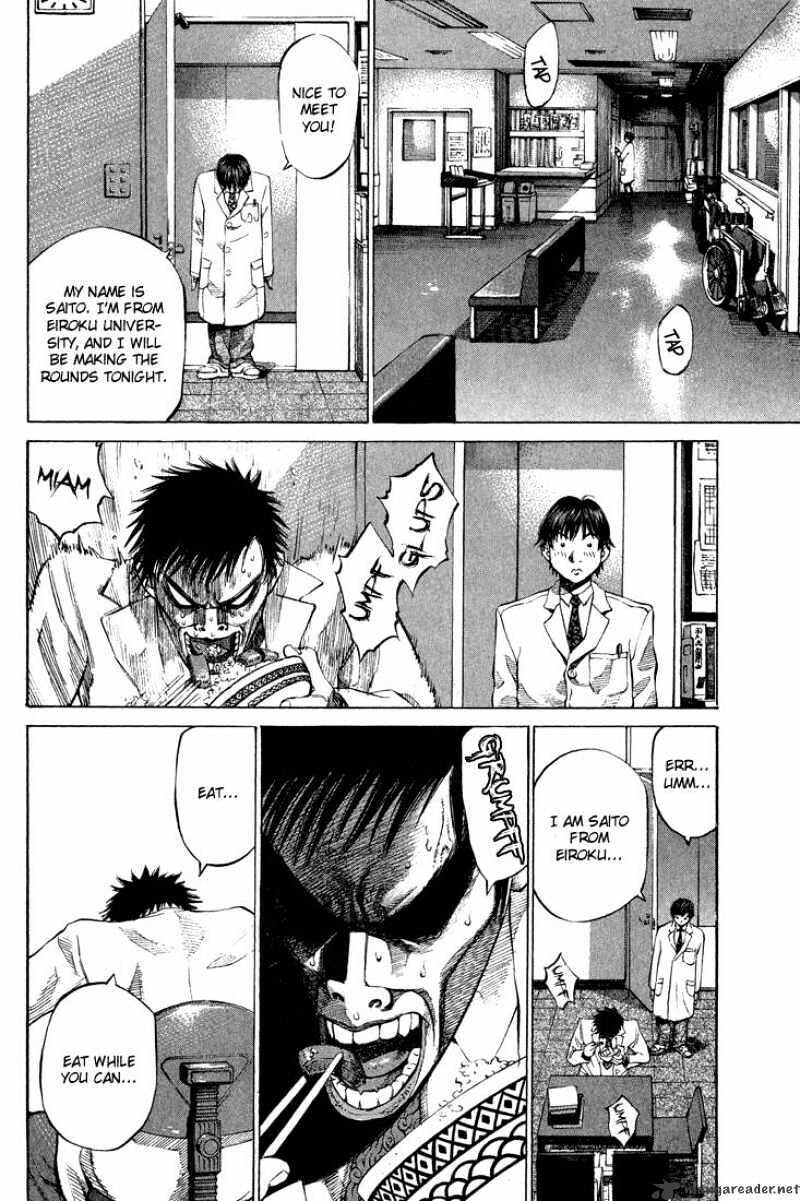 TAP
TAP
NICE TO
MEET
YOU!
MY NAME IS
SAITO. I'M FROM
EIROKU UNIVER-
SITY, AND I WILL
BE MAKING THE
ROUNDS TONIGHT.
GLUPS
UMPF
MIAM
ERR...
UMM...
I AM SAITO
FROM
EIROKU...
UMPF
UMPF
GRUMFF
EAT...
EAT WHILE
YOU CAN...
mangareader.net